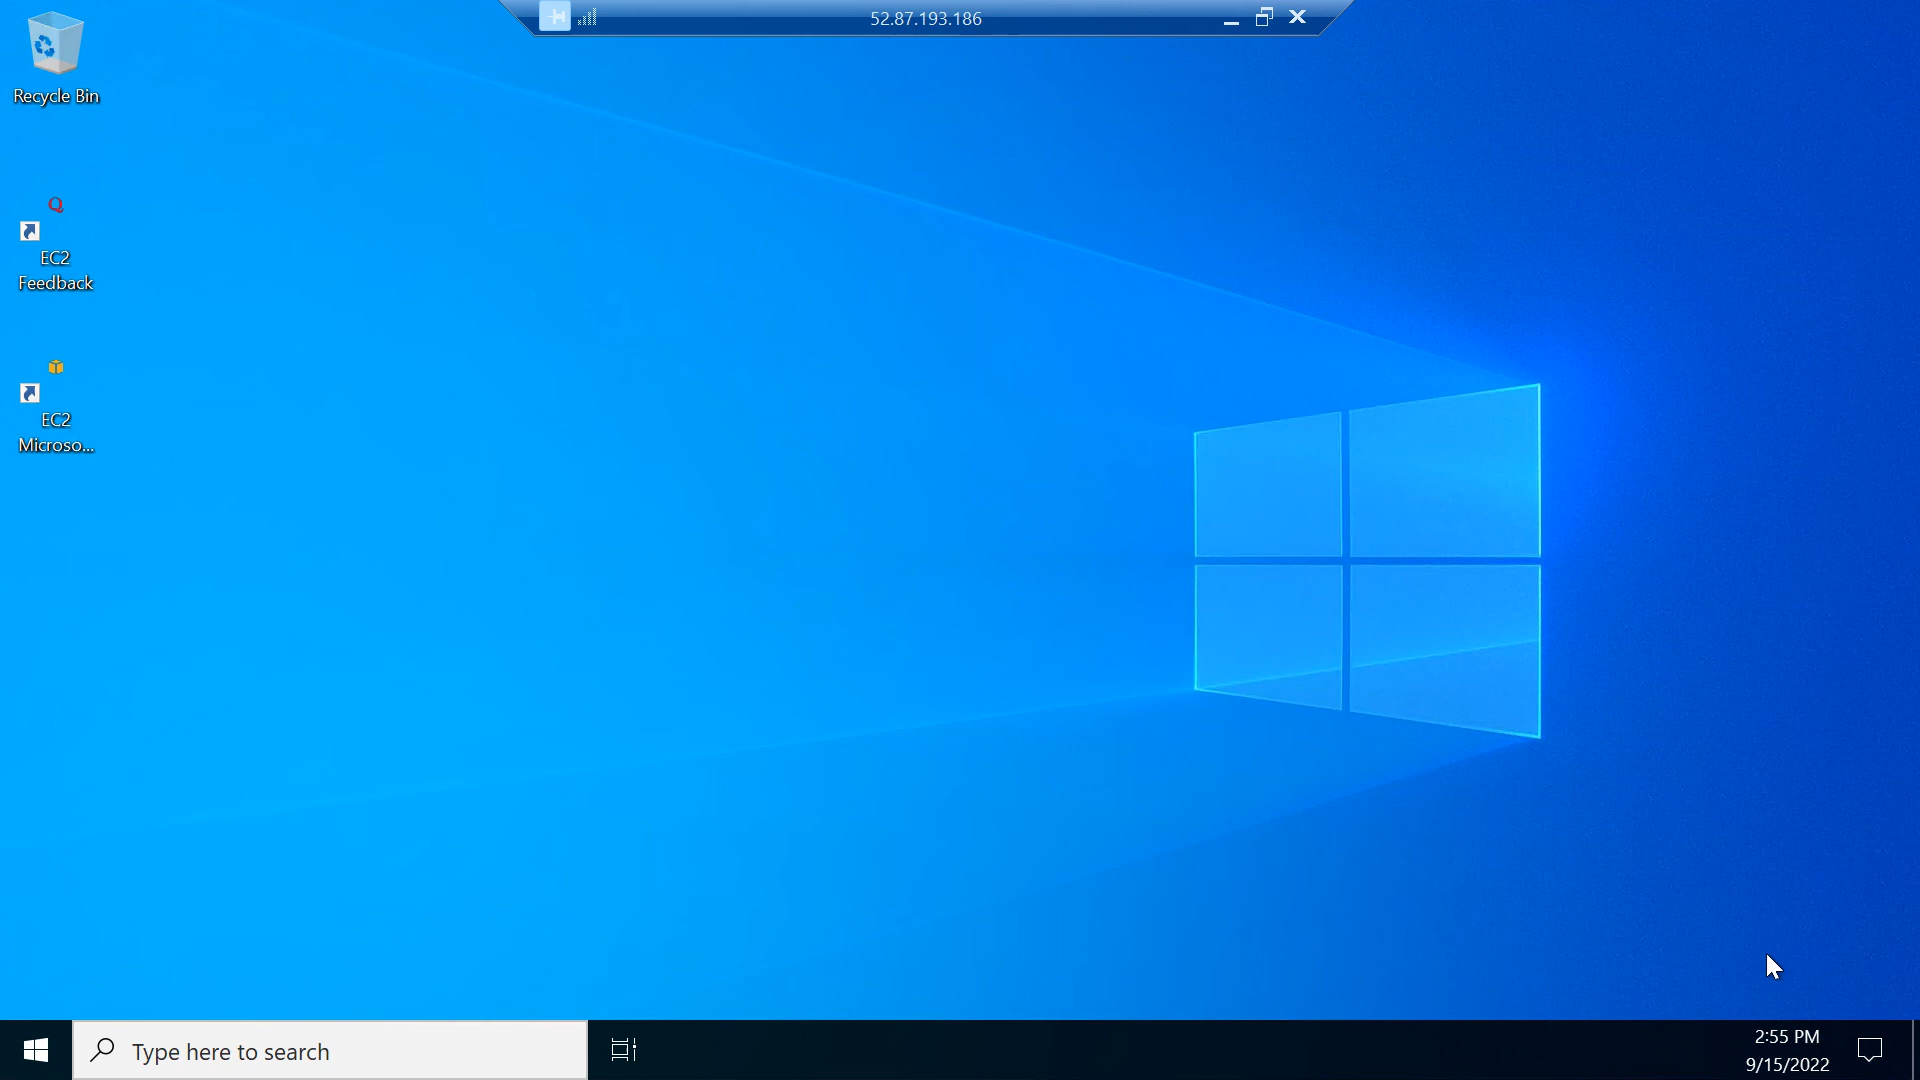 52.87.193.186
Recycle Bin
Q
EC2
Feedback
EC2
Microso...
Type here to search
2:55 PM
9/15/2022